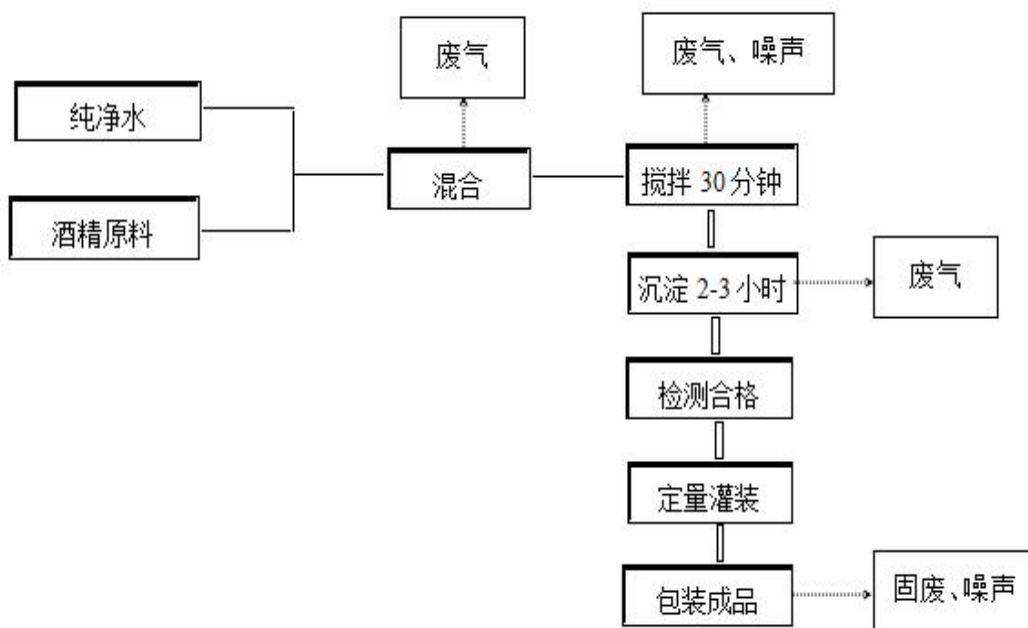 废气
废气、噪声
纯净水
混合
搅拌 30 分钟
酒精原料
沉淀 2-3 小时
废气
检测合格
定量灌装
包装成品
固废、噪声